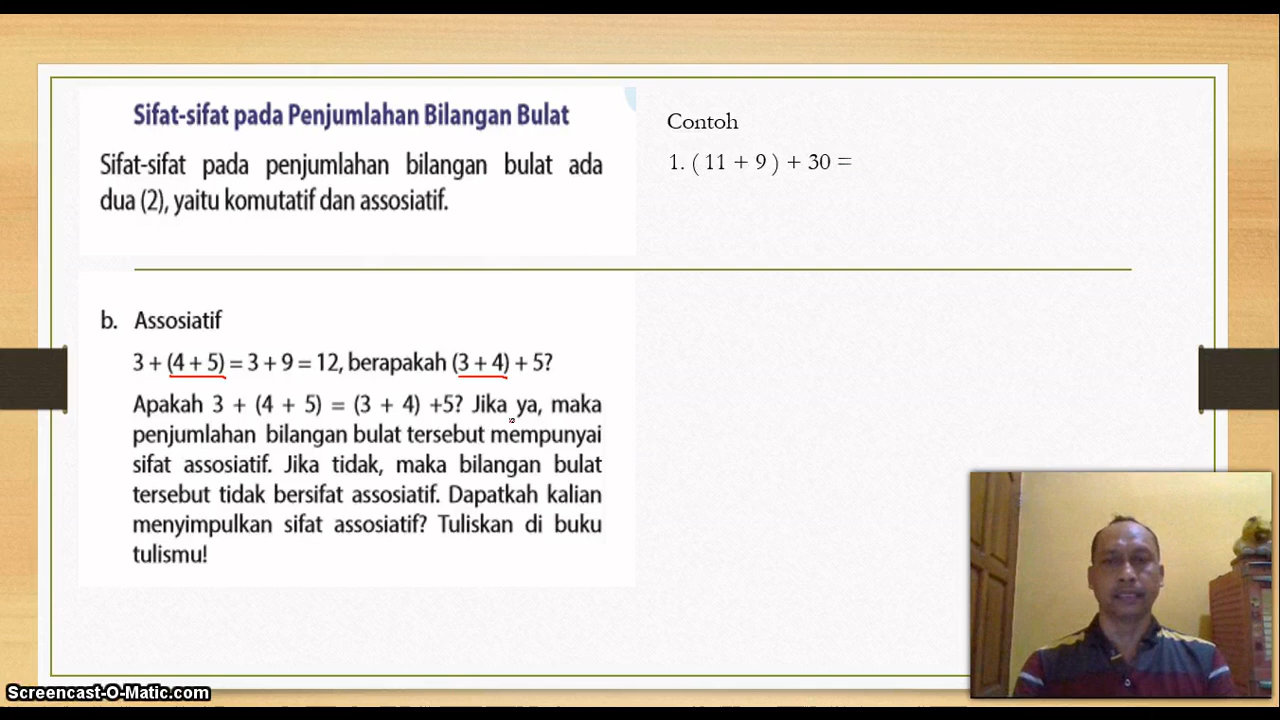 Sifat-sifat pada Penjumlahan Bilangan Bulat
Sifat-sifat pada penjumlahan bilangan bulat ada
dua (2), yaitu komutatif dan assosiatif.
b. Assosiatif
3 + (4 + 5) = 3 + 9 = 12, berapakah (3 + 4) + 5?
Apakah 3 + (4 + 5) = (3 + 4) +5? Jika ya, maka
penjumlahan bilangan bulat tersebut mempunyai
sifat assosiatif. Jika tidak, maka bilangan bulat
tersebut tidak bersifat assosiatif. Dapatkah kalian
menyimpulkan sifat assosiatif? Tuliskan di buku
tulismu!
Contoh
1. ( 11 + 9 ) + 30 =
Screencast-O-Matic.com